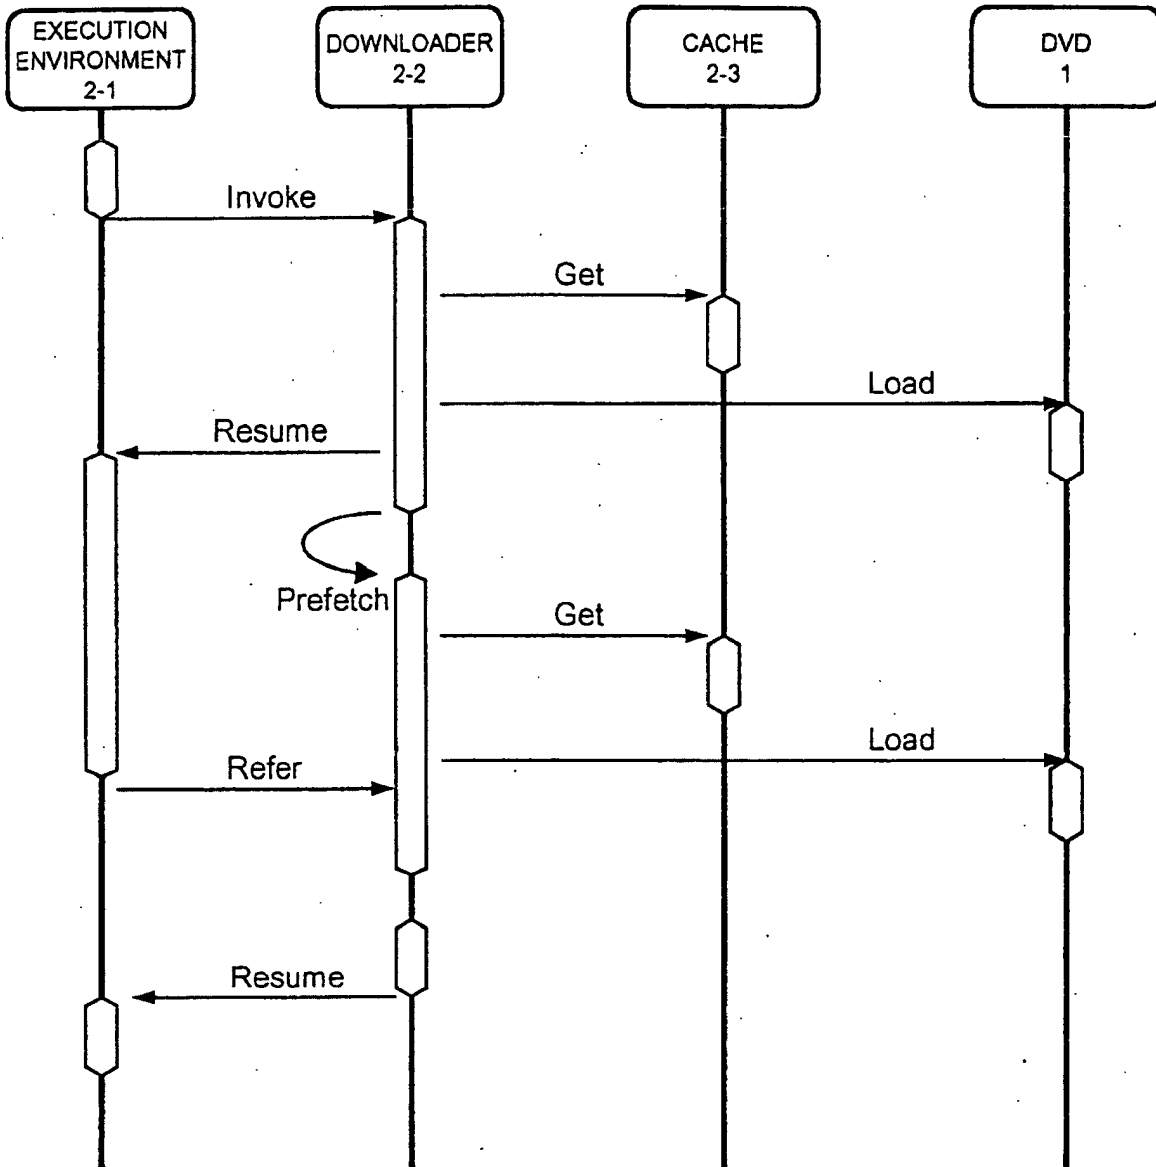 EXECUTION
ENVIRONMENT
2-1
DOWNLOADER
2-2
CACHE
2-3
DVD
1
Invoke
Get
Load
Resume
Prefetch
Get
Load
Refer
Resume